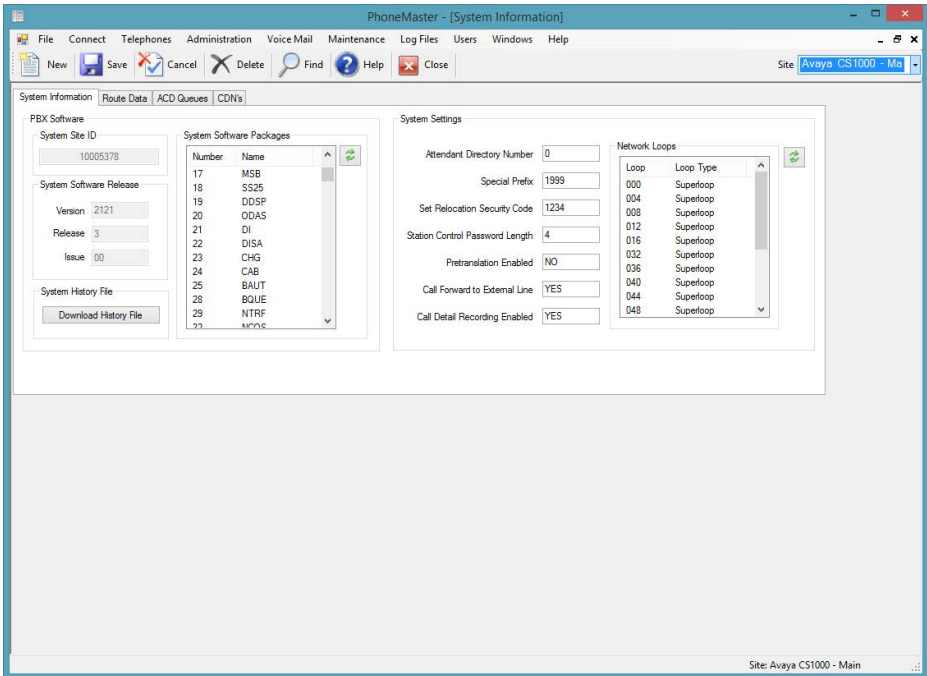 PhoneMaster - [System Information]
File Connect Telephones Administration Voice Mail Maintenance Log Files Users Windows Help
New Save Cancel Delete Find Help Close Site Avaya CS1000 - Ma
System Information Route Data ACD Queues CDN's
PBX Software
System Site ID
10005378
System Software Release
Version 2121
Release 3
Issue 00
System History File
Download History File
System Software Packages
Number Name
17 MSB
18 SS25
19 DDSP
20 ODAS
21 DI
22 DISA
23 CHG
24 CAB
25 BAUT
28 BQUE
29 NTRF
NCOS
System Settings
Attendant Directory Number 0
Special Prefix 1999
Set Relocation Security Code 1234
Station Control Password Length 4
Pretranslation Enabled NO
Call Forward to External Line YES
Call Detail Recording Enabled YES
Network Loops
Loop Loop Type
000 Superloop
004 Superloop
008 Superloop
012 Superloop
016 Superloop
032 Superloop
036 Superloop
040 Superloop
044 Superloop
048 Superloop
Site: Avaya CS1000 - Main